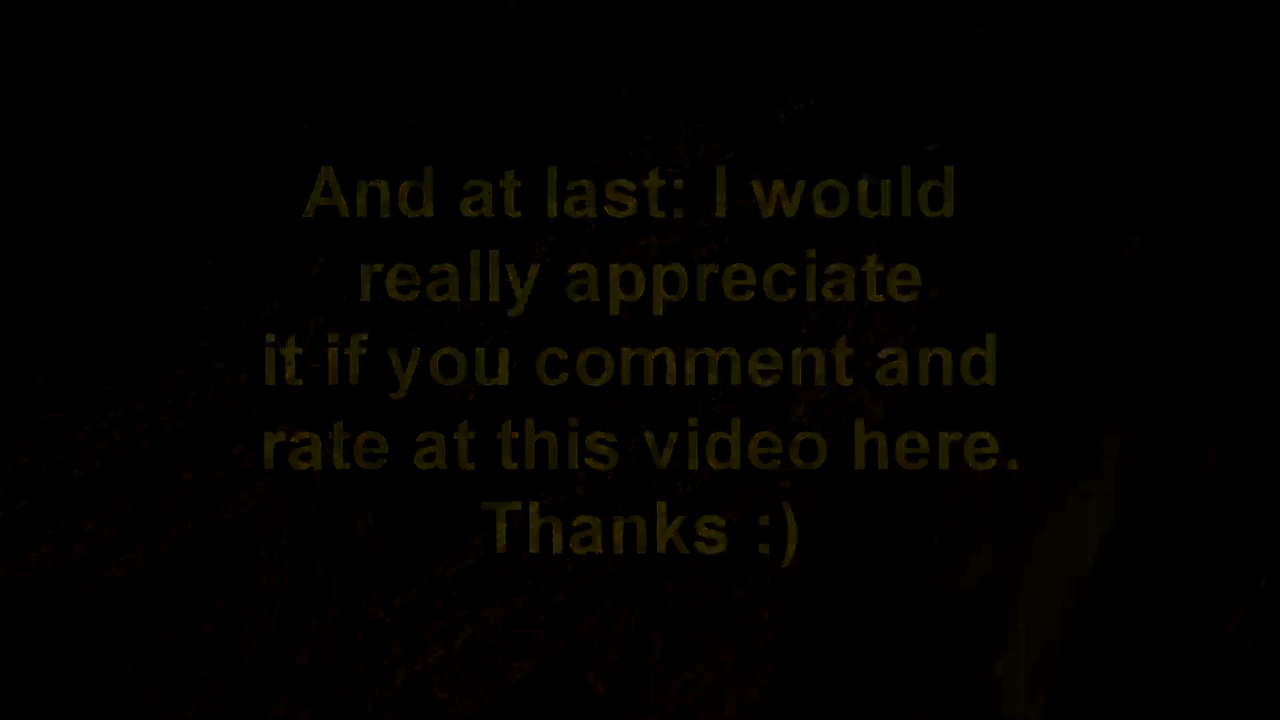 And at last: I would
really appreciate
it if you comment and
rate at this video here.
Thanks :)